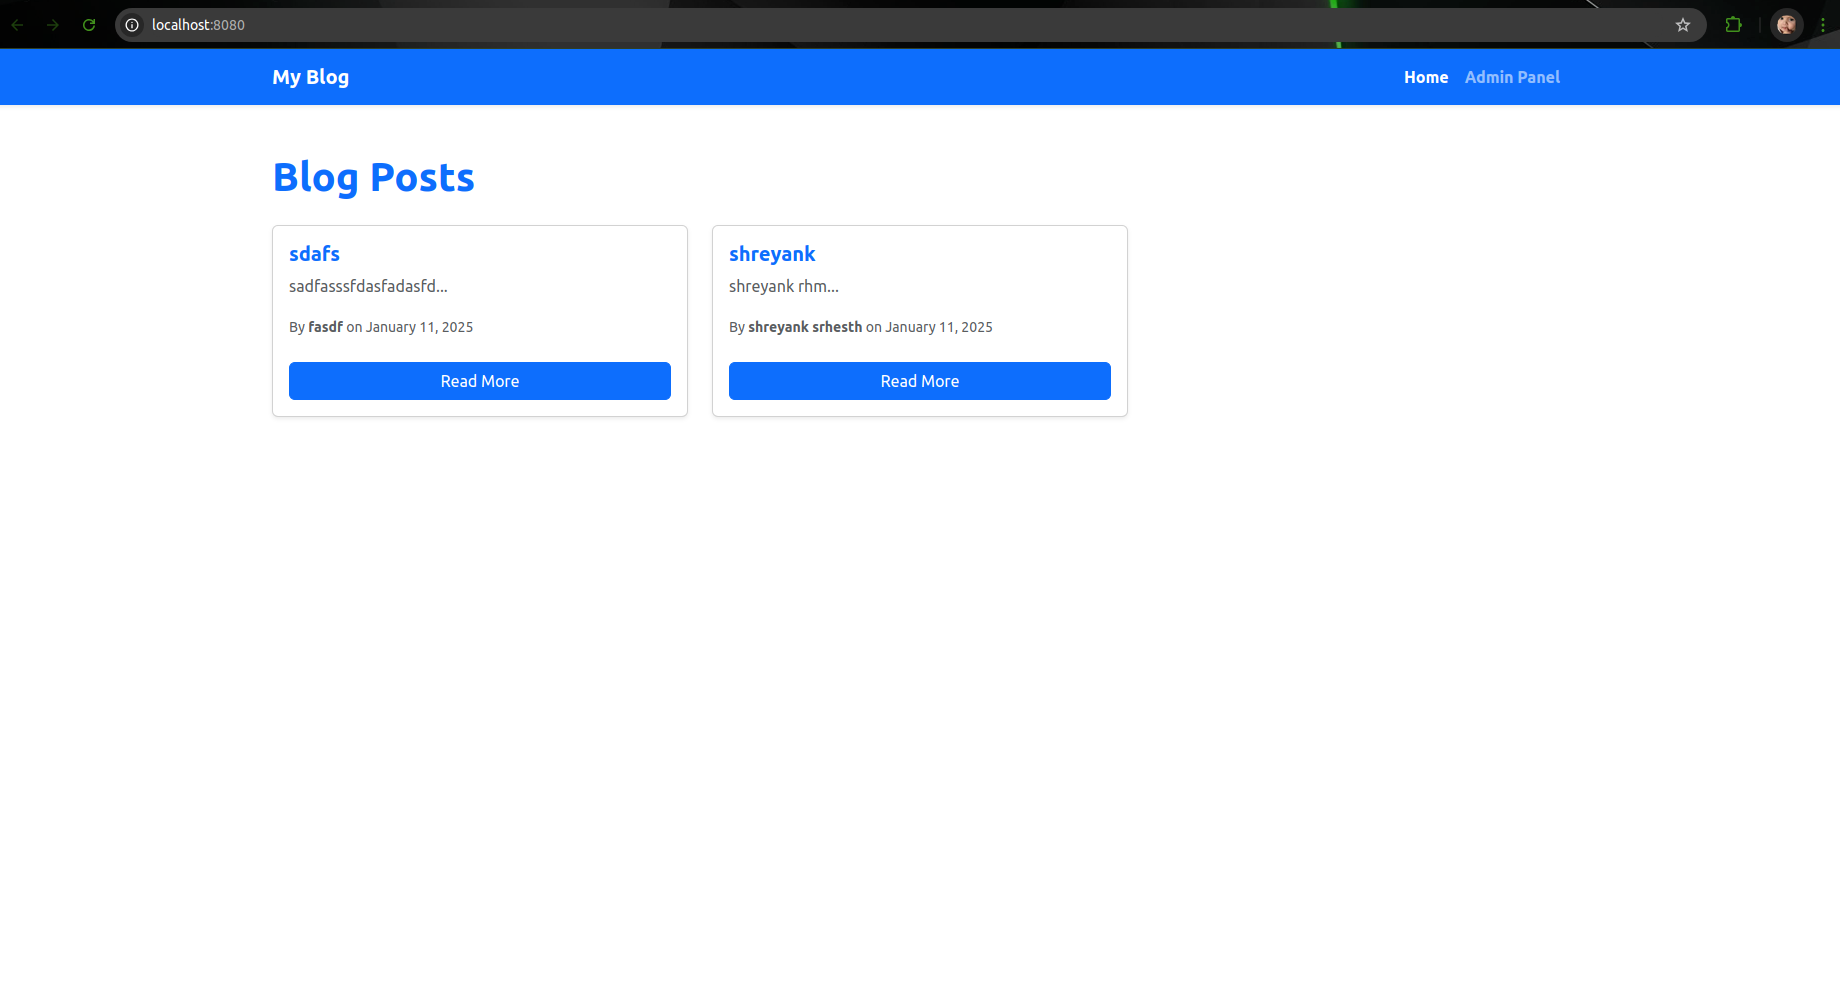 localhost:8080
My Blog
Home Admin Panel
Blog Posts
sdafs
sadfasssfdasfadasfd...
By fasdf on January 11, 2025
Read More
shreyank
shreyank rhm...
By shreyank srhesth on January 11, 2025
Read More